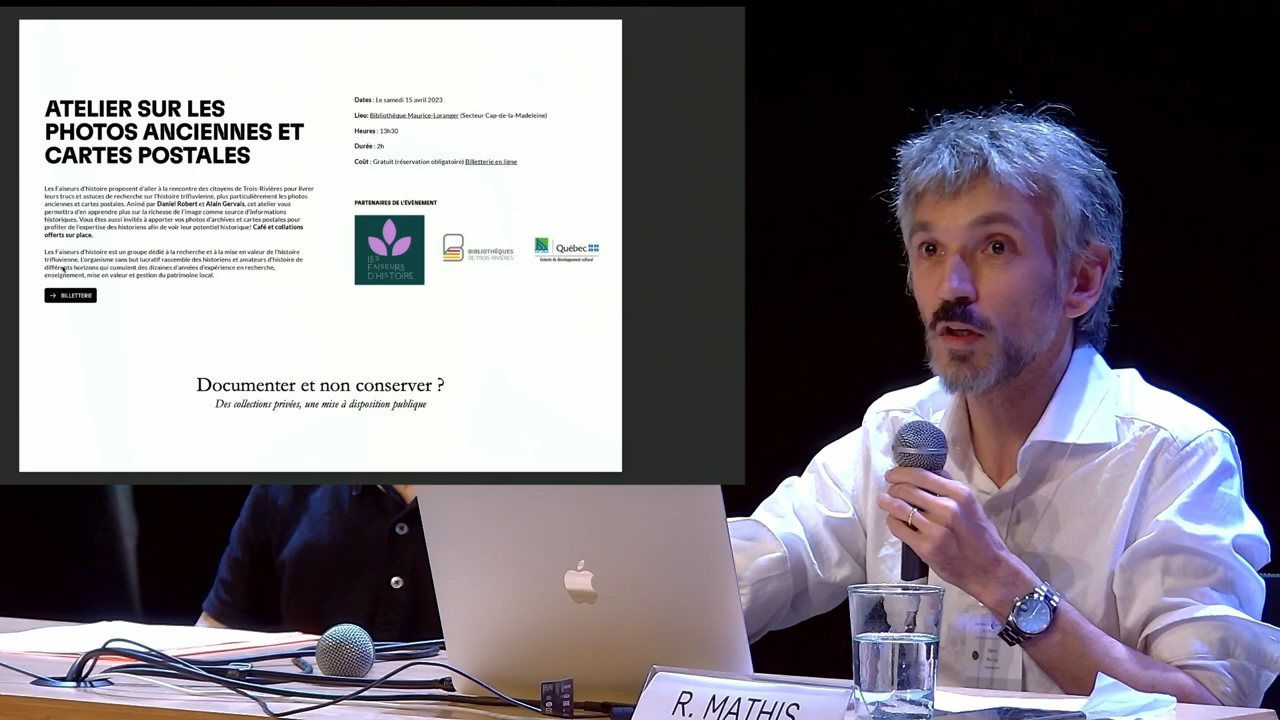 ATELIER SUR LES
PHOTOS ANCIENNES ET
CARTES POSTALES
Les Faiseurs d'histoire proposent d'aller à la rencontre des citoyens de Trois-Rivières pour livrer
leurs trucs et astuces de recherche sur l'histoire trifluvienne, plus particulièrement les photos
anciennes et cartes postales. Animé par Daniel Robert et Alain Gervais, cet atelier vous
permettra d'en apprendre plus sur la richesse de l'image comme source d'informations
historiques. Vous êtes aussi invités à apporter vos photos d'archives et cartes postales pour
profiter de l'expertise des historiens afin de voir leur potentiel historique! Café et collations
offerts sur place.
Les Faiseurs d'histoire est un groupe dédié à la recherche et à la mise en valeur de l'histoire
trifluvienne. L'organisme sans but lucratif rassemble des historiens et amateurs d'histoire de
différents horizons qui cumulent des dizaines d'années d'expérience en recherche,
enseignement, mise en valeur et gestion du patrimoine local.
→ BILLETTERIE
Dates : Le samedi 15 avril 2023
Lieu: Bibliothèque Maurice-Loranger (Secteur Cap-de-la-Madeleine)
Heures : 13h30
Durée : 2h
Coût : Gratuit (réservation obligatoire) Billetterie en ligne
PARTENAIRES DE L'ÉVÈNEMENT
LES
FAISEURS
D'HISTOIRE
BIBLIOTHÈQUES
DE TROIS-RIVIÈRES
Québec
Entente de développement culturel
Documenter et non conserver ?
Des collections privées, une mise à disposition publique
R. MATHIS